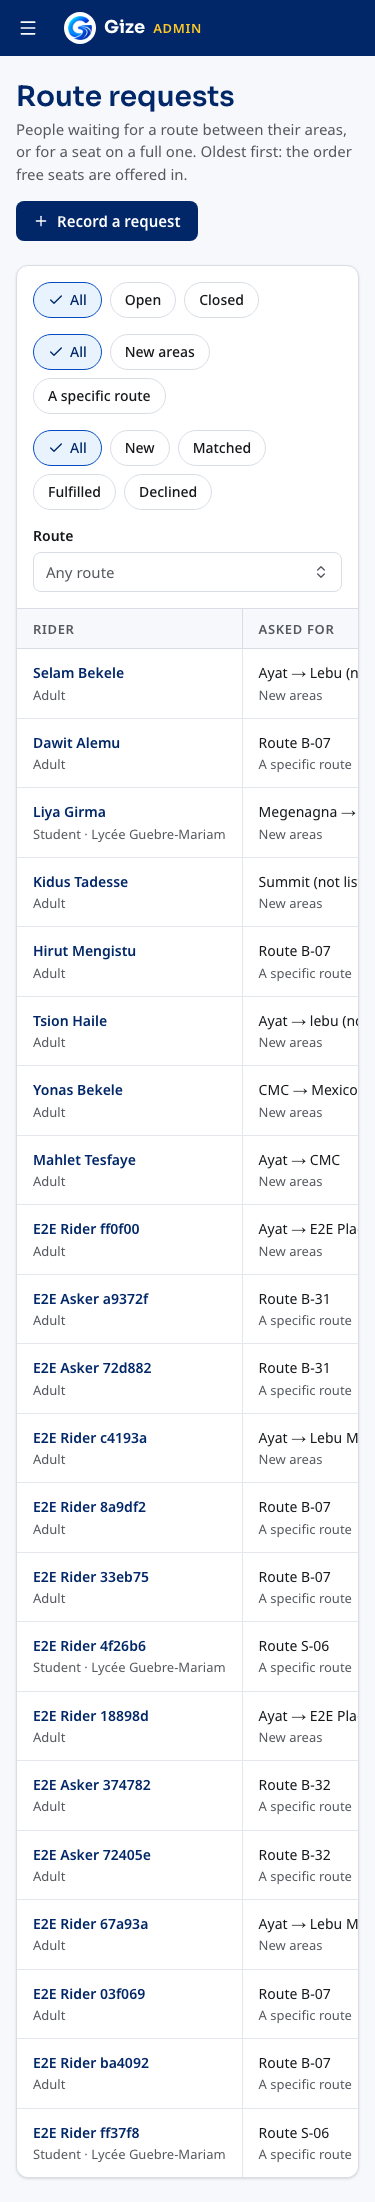 Gize ADMIN
Route requests
People waiting for a route between their areas,
or for a seat on a full one. Oldest first: the order
free seats are offered in.
Record a request
All Open Closed
All New areas
A specific route
All New Matched
Fulfilled Declined
Route
Any route
RIDER ASKED FOR
Selam Bekele Ayat → Lebu (n
Adult New areas
Dawit Alemu Route B-07
Adult A specific route
Liya Girma Megenagna →
Student · Lycée Guebre-Mariam New areas
Kidus Tadesse Summit (not lis
Adult New areas
Hirut Mengistu Route B-07
Adult A specific route
Tsion Haile Ayat → lebu (no
Adult New areas
Yonas Bekele CMC → Mexico
Adult New areas
Mahlet Tesfaye Ayat → CMC
Adult New areas
E2E Rider ff0f00 Ayat → E2E Pla
Adult New areas
E2E Asker a9372f Route B-31
Adult A specific route
E2E Asker 72d882 Route B-31
Adult A specific route
E2E Rider c4193a Ayat → Lebu M
Adult New areas
E2E Rider 8a9df2 Route B-07
Adult A specific route
E2E Rider 33eb75 Route B-07
Adult A specific route
E2E Rider 4f26b6 Route S-06
Student · Lycée Guebre-Mariam A specific route
E2E Rider 18898d Ayat → E2E Pla
Adult New areas
E2E Asker 374782 Route B-32
Adult A specific route
E2E Asker 72405e Route B-32
Adult A specific route
E2E Rider 67a93a Ayat → Lebu M
Adult New areas
E2E Rider 03f069 Route B-07
Adult A specific route
E2E Rider ba4092 Route B-07
Adult A specific route
E2E Rider ff37f8 Route S-06
Student · Lycée Guebre-Mariam A specific route